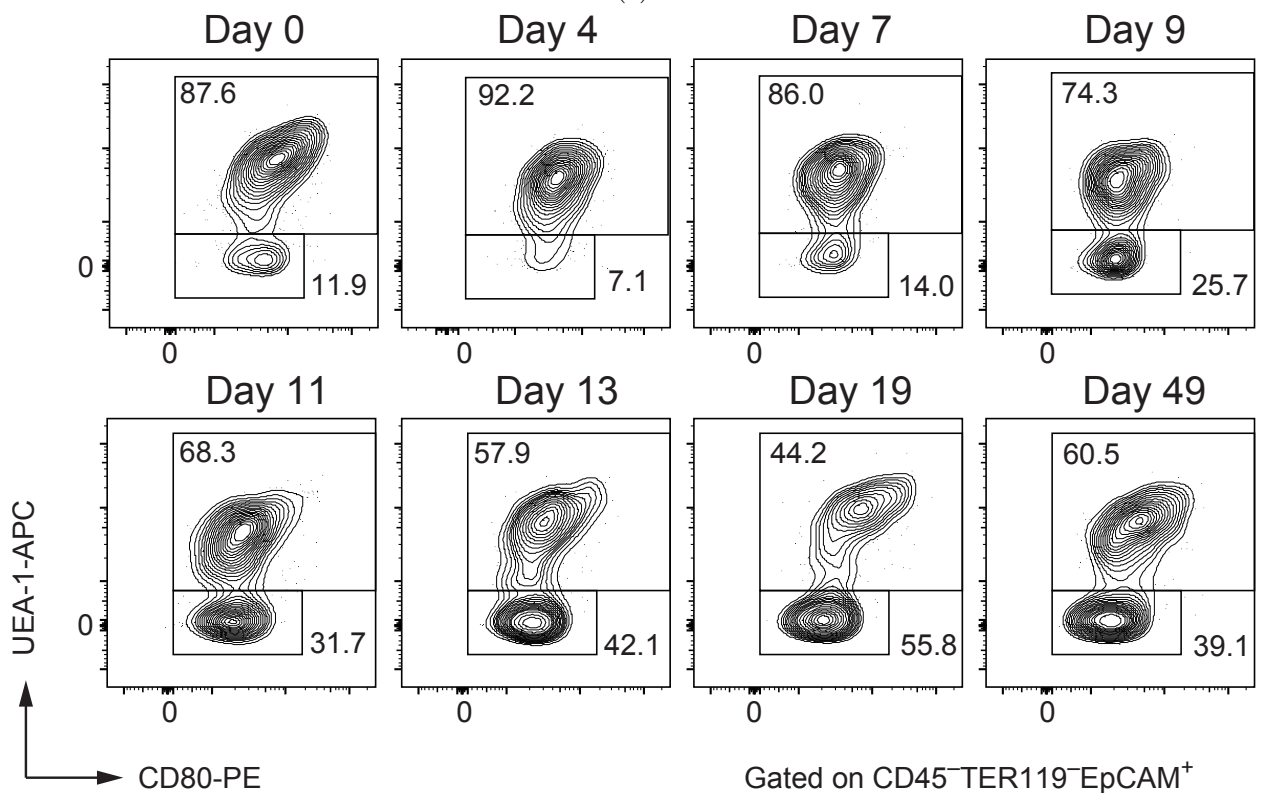 Day 0 Day 4 Day 7 Day 9
87.6 92.2 86.0 74.3
0 11.9 7.1 14.0 25.7
0 0 0 0
Day 11 Day 13 Day 19 Day 49
68.3 57.9 44.2 60.5
0 31.7 42.1 55.8 39.1
0 0 0 0
UEA-1-APC
CD80-PE
Gated on CD45⁻TER119⁻EpCAM⁺